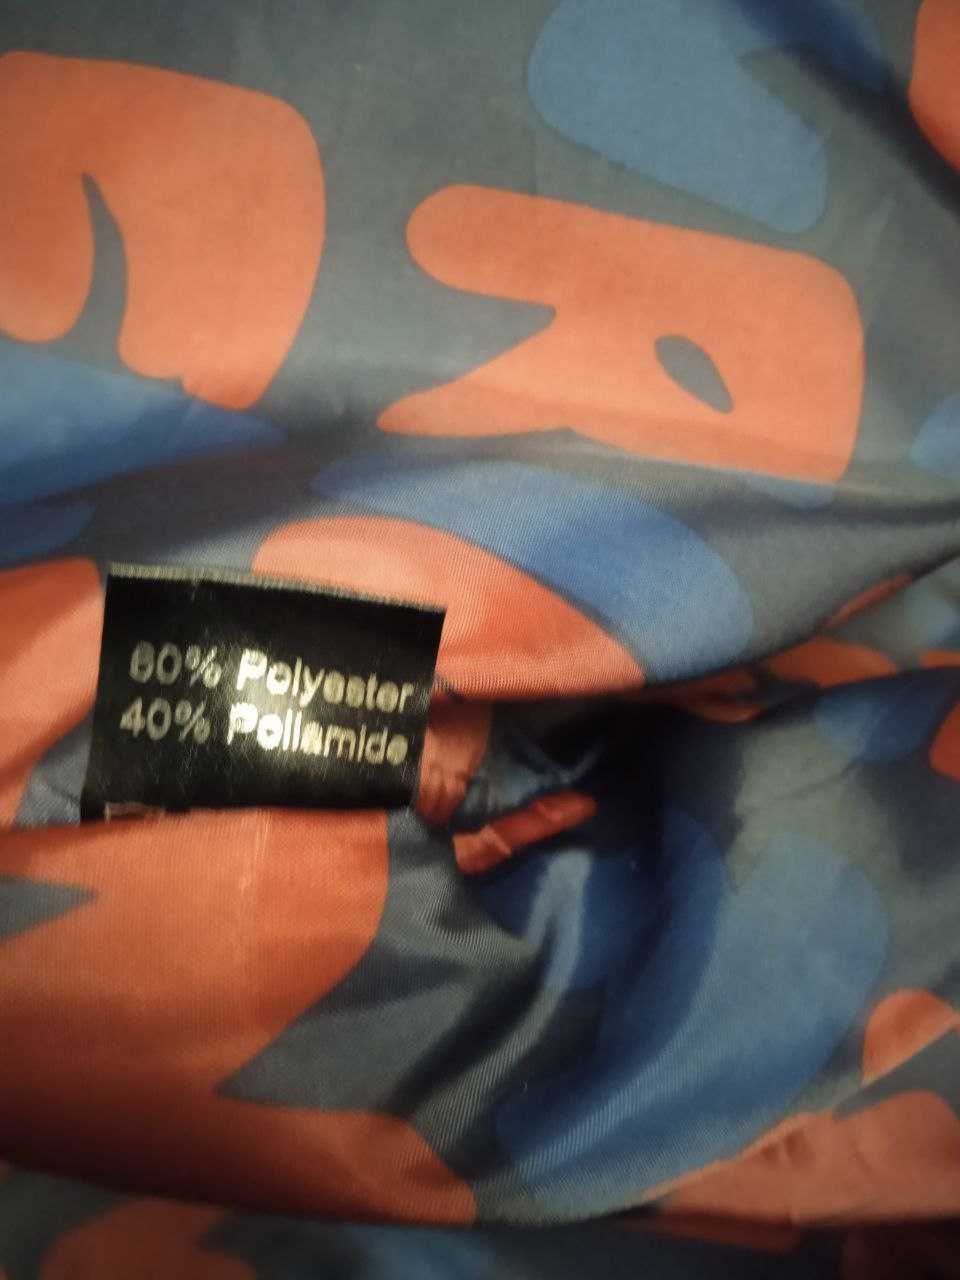 60% Polyester
40% Poliamide